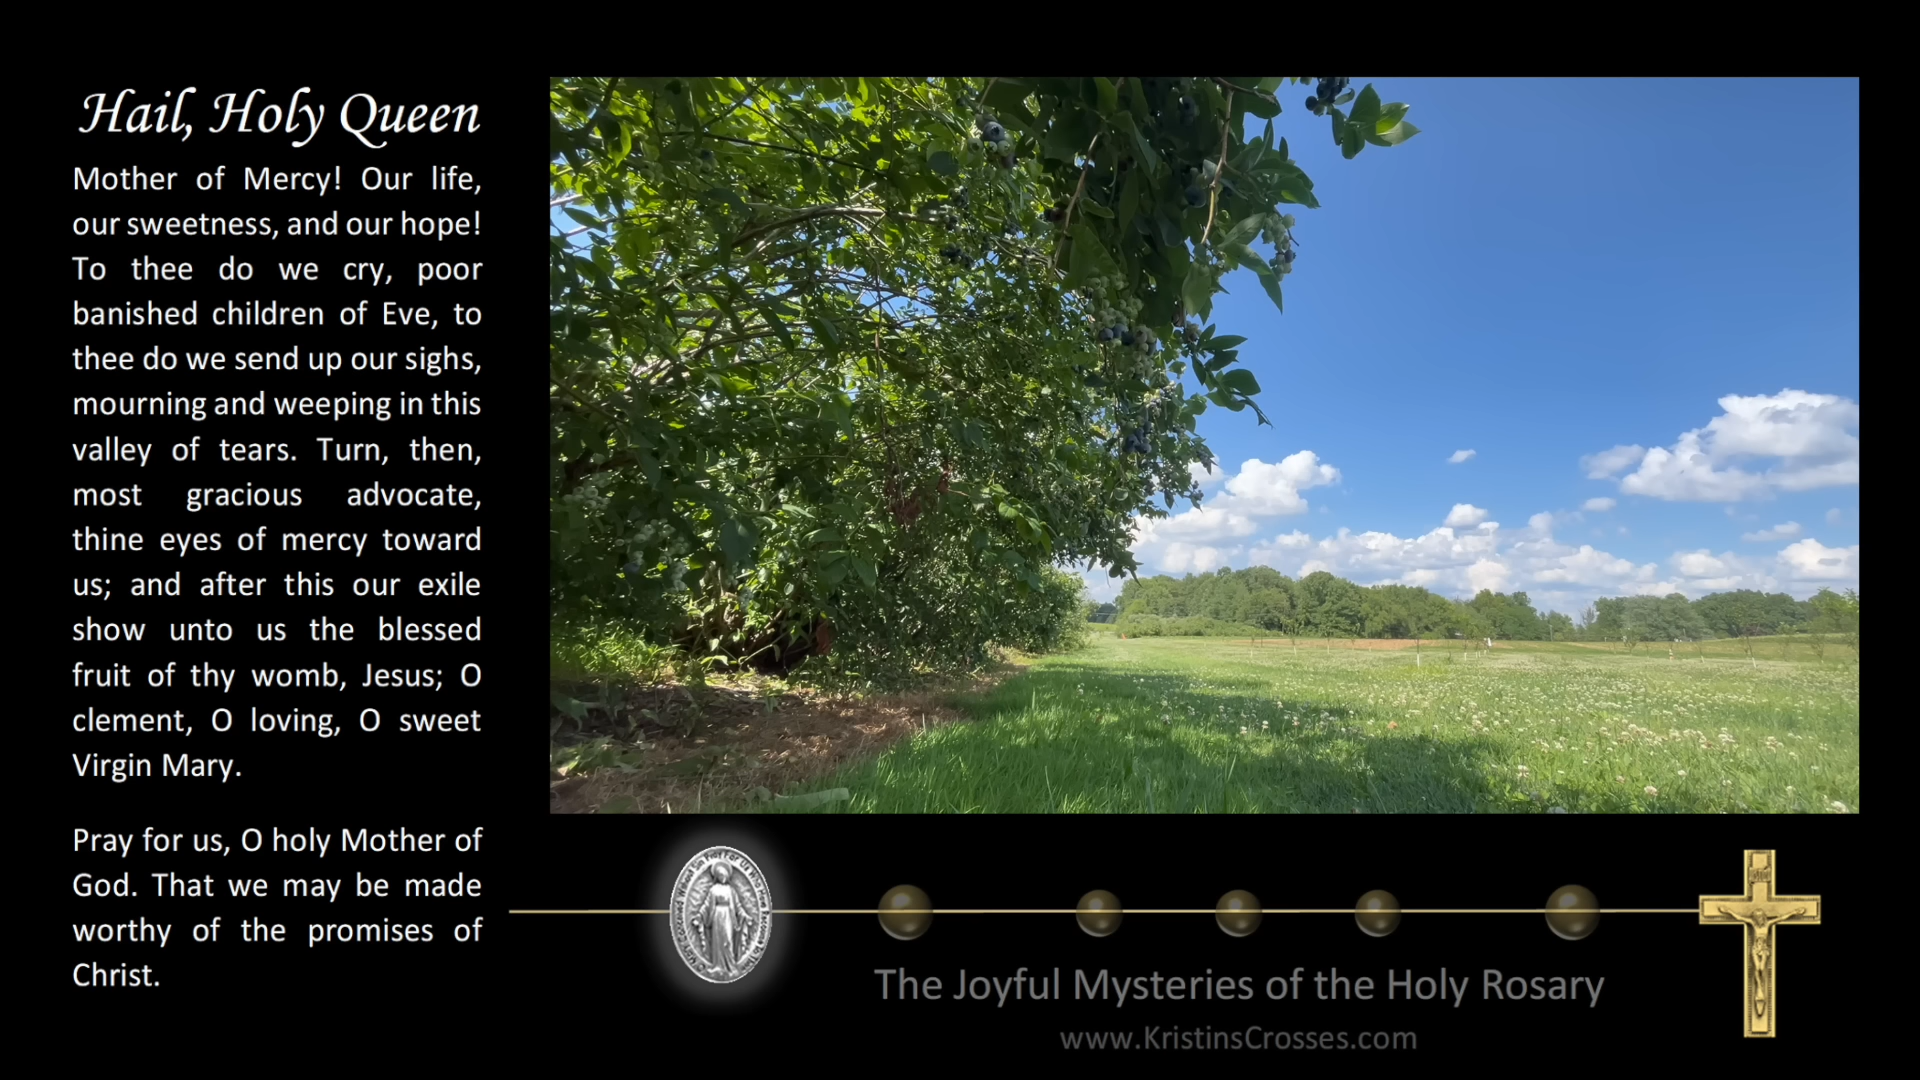 Hail, Holy Queen
Mother of Mercy! Our life,
our sweetness, and our hope!
To thee do we cry, poor
banished children of Eve, to
thee do we send up our sighs,
mourning and weeping in this
valley of tears. Turn, then,
most gracious advocate,
thine eyes of mercy toward
us; and after this our exile
show unto us the blessed
fruit of thy womb, Jesus; O
clement, O loving, O sweet
Virgin Mary.
Pray for us, O holy Mother of
God. That we may be made
worthy of the promises of
Christ.
The Joyful Mysteries of the Holy Rosary
www.KristinsCrosses.com